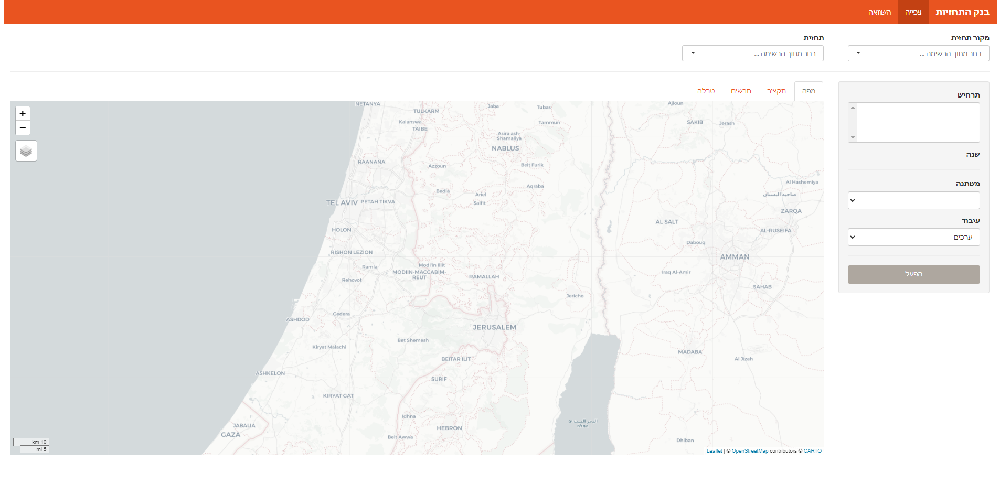 בנק התחזיות
צפייה
השוואה
מקור תחזית
בחר מתוך הרשימה ...
תחזית
בחר מתוך הרשימה ...
תרחיש
שנה
משתנה
עיבוד
ערכים
הפעל
מפה
תקציר
תרשים
טבלה
+
−
NETANYA
TULKARM
Kalanswa
TAIBE
Jaba
Tubas
Tammun
Asira ash-
Shamaliya
NABLUS
Ajloun
SAKIB
Jerash
RAANANA
Azzoun
Beit Furik
Aqraba
Al Hashemiya
Bedia
Ariel
Salfit
ضاحية البستان
TEL AVIV
PETAH TIKVA
ZARQA
AL SALT
HOLON
AL-RUSEIFA
Dabouq
RISHON LEZION
AMMAN
Ramla
Modi'in Illit
MODIIN-MACCABIM-
REUT
Rehovot
RAMALLAH
Iraq Al-Amir
SAHAB
Jericho
Gedera
ASHDOD
JERUSALEM
Bet Shemesh
Kiryat Malachi
BEITAR ILIT
MADABA
Al Jizah
ASHKELON
SURIF
KIRYAT GAT
Idhna
HEBRON
البحر الميت ים
המלח
JABALIA
GAZA
Beit Awwa
Dhiban
10 km
5 mi
Leaflet | © OpenStreetMap contributors © CARTO